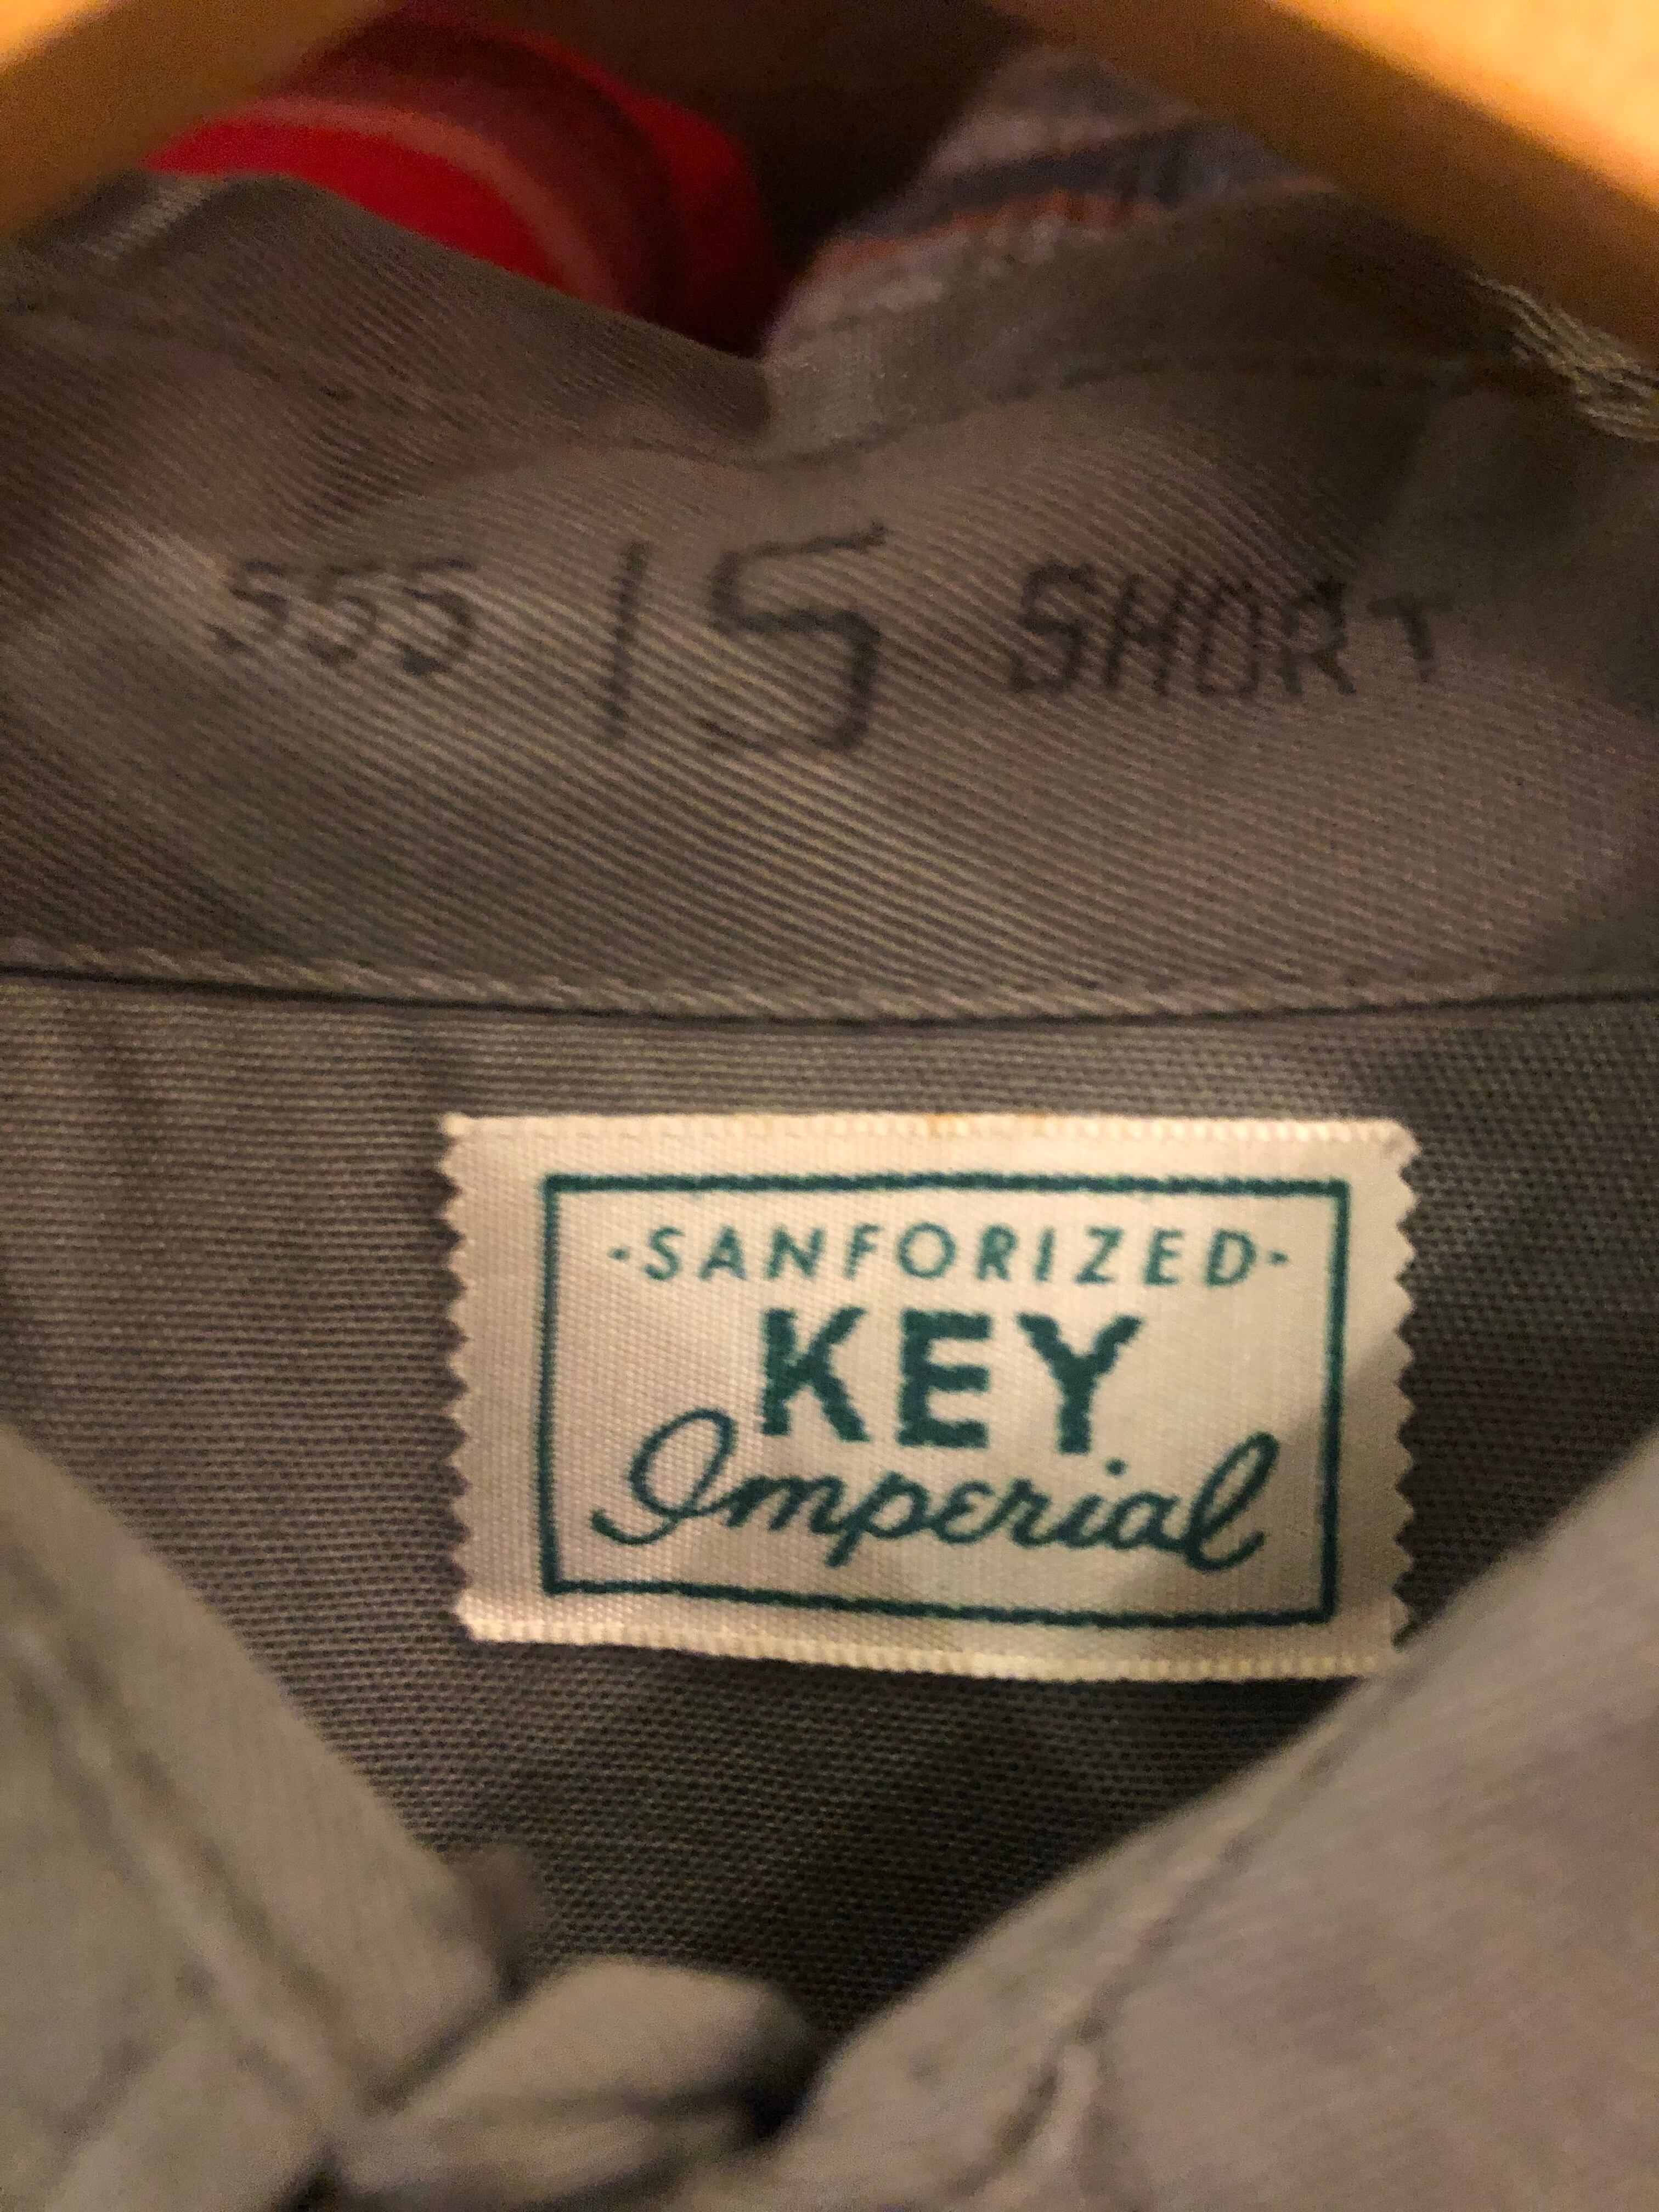 555 15 SHORT
·SANFORIZED·
KEY
Imperial